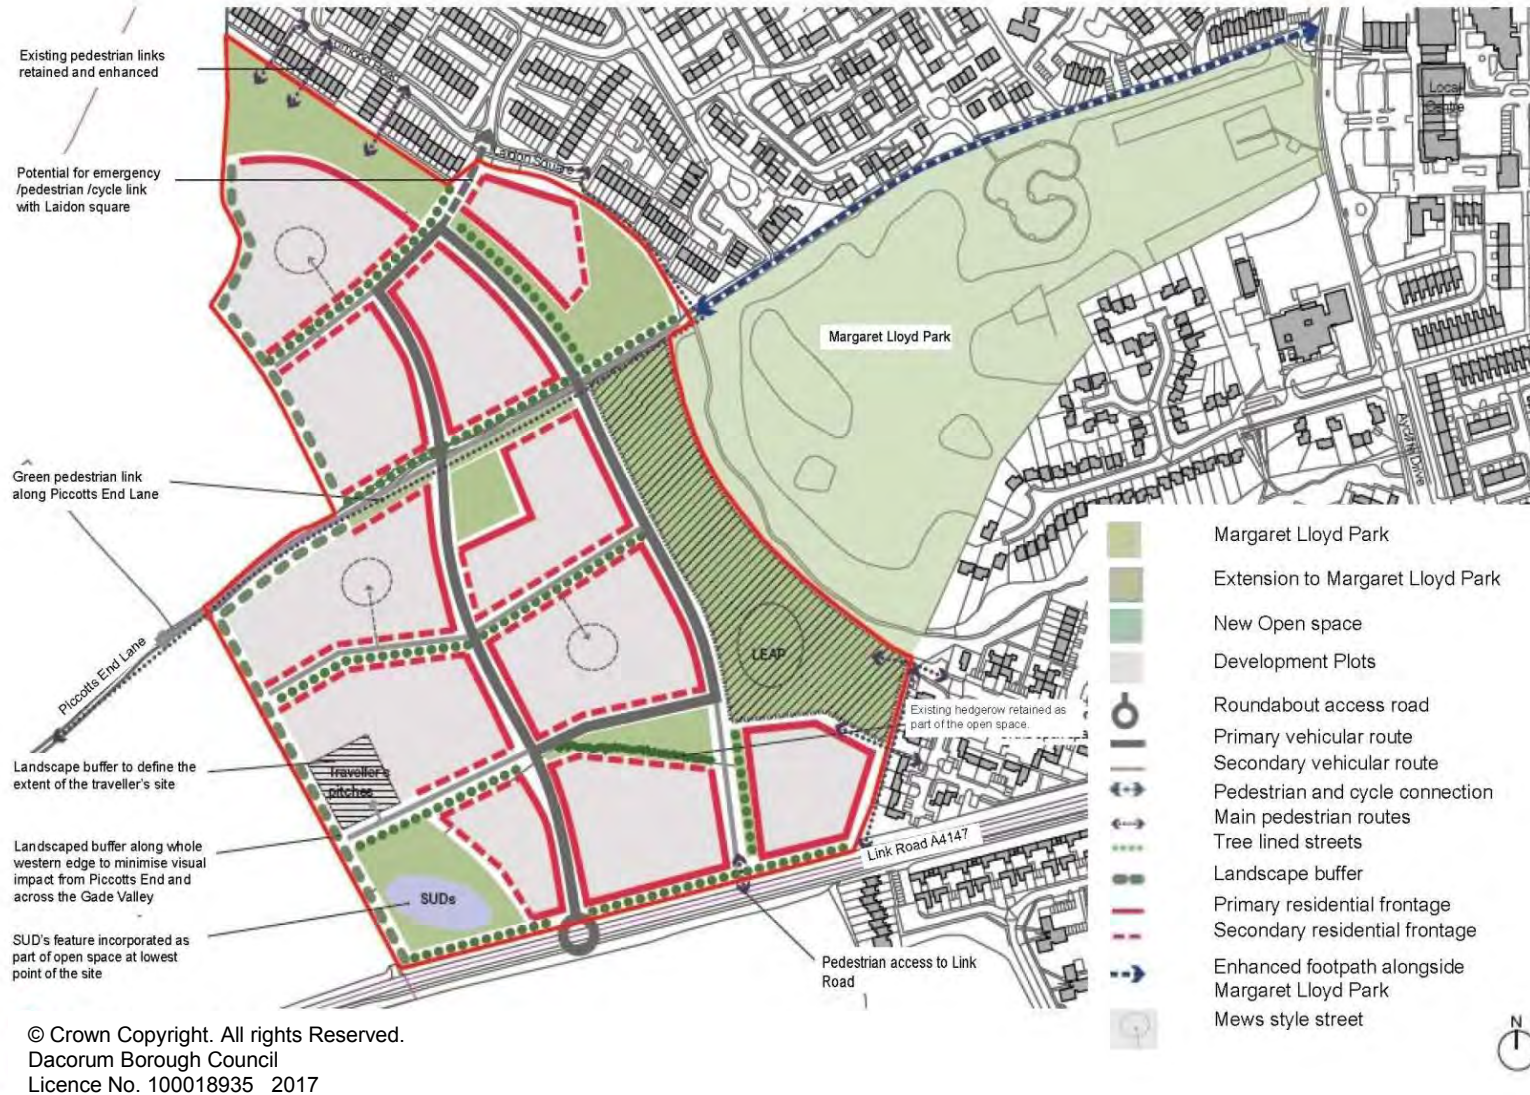 Existing pedestrian links
retained and enhanced
Potential for emergency
/pedestrian /cycle link
with Laidon square
Laidon Square
Local
Centre
Margaret Lloyd Park
Aycliffe Drive
Green pedestrian link
along Piccotts End Lane
Piccotts End Lane
LEAP
Existing hedgerow retained as
part of the open space.
Landscape buffer to define the
extent of the traveller's site
Traveller's
pitches
Landscaped buffer along whole
western edge to minimise visual
impact from Piccotts End and
across the Gade Valley
SUDs
SUD's feature incorporated as
part of open space at lowest
point of the site
Link Road A4147
Pedestrian access to Link
Road
Margaret Lloyd Park
Extension to Margaret Lloyd Park
New Open space
Development Plots
Roundabout access road
Primary vehicular route
Secondary vehicular route
Pedestrian and cycle connection
Main pedestrian routes
Tree lined streets
Landscape buffer
Primary residential frontage
Secondary residential frontage
Enhanced footpath alongside
Margaret Lloyd Park
Mews style street
N
© Crown Copyright. All rights Reserved.
Dacorum Borough Council
Licence No. 100018935 2017